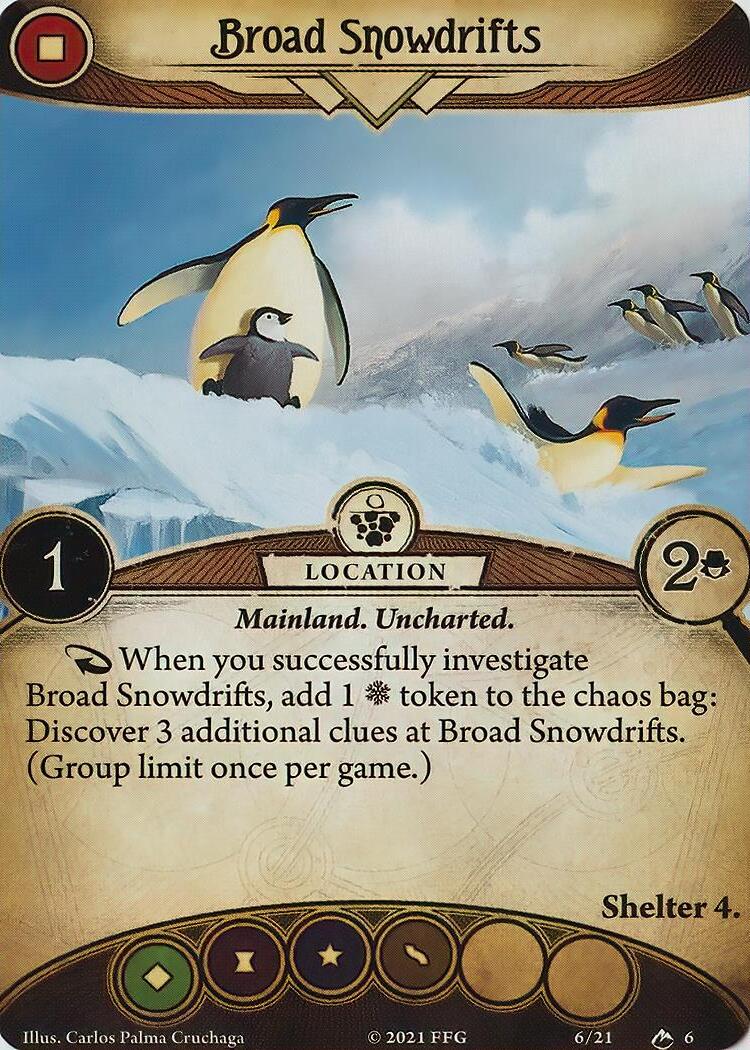 Broad Snowdrifts
1
LOCATION
2
Mainland. Uncharted.
When you successfully investigate
Broad Snowdrifts, add 1 token to the chaos bag:
Discover 3 additional clues at Broad Snowdrifts.
(Group limit once per game.)
Shelter 4.
Illus. Carlos Palma Cruchaga © 2021 FFG 6/21 6